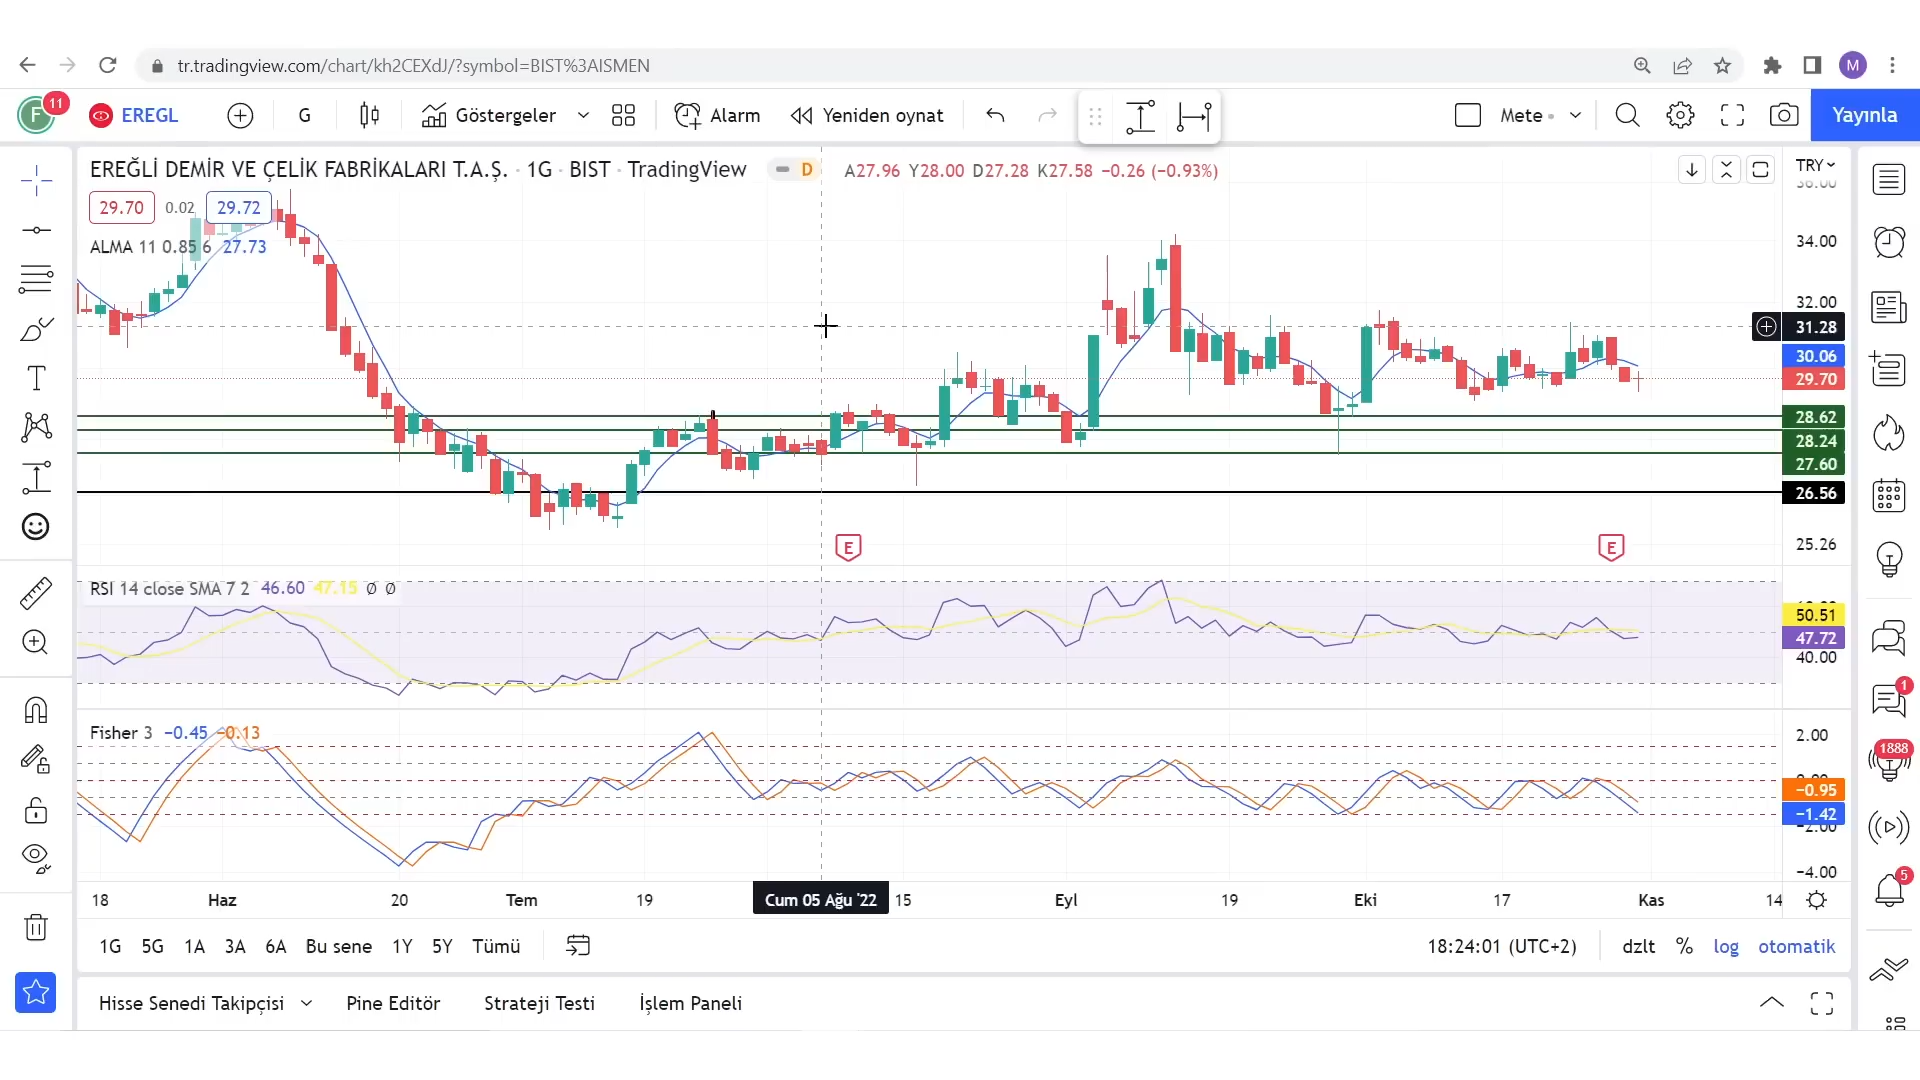 tr.tradingview.com/chart/kh2CEXdJ/?symbol=BIST%3AISMEN
M
F 11 EREGL G Göstergeler Alarm Yeniden oynat Mete Yayınla
EREĞLİ DEMİR VE ÇELİK FABRİKALARI T.A.Ş. · 1G · BIST · TradingView D A27.96 Y28.00 D27.28 K27.58 −0.26 (−0.93%)
TRY
36.00
29.70 0.02 29.72
ALMA 11 0.85 6 27.73
34.00
32.00
31.28
30.06
29.70
28.62
28.24
27.60
26.56
E E
25.26
RSI 14 close SMA 7 2 46.60 47.15 Ø Ø
50.51
47.72
40.00
1
Fisher 3 −0.45 −0.13
2.00
1888
0.00
−0.95
−1.42
−2.00
−4.00
5
18 Haz 20 Tem 19 Cum 05 Ağu '22 15 Eyl 19 Eki 17 Kas 14
1G 5G 1A 3A 6A Bu sene 1Y 5Y Tümü 18:24:01 (UTC+2) dzlt % log otomatik
Hisse Senedi Takipçisi Pine Editör Strateji Testi İşlem Paneli